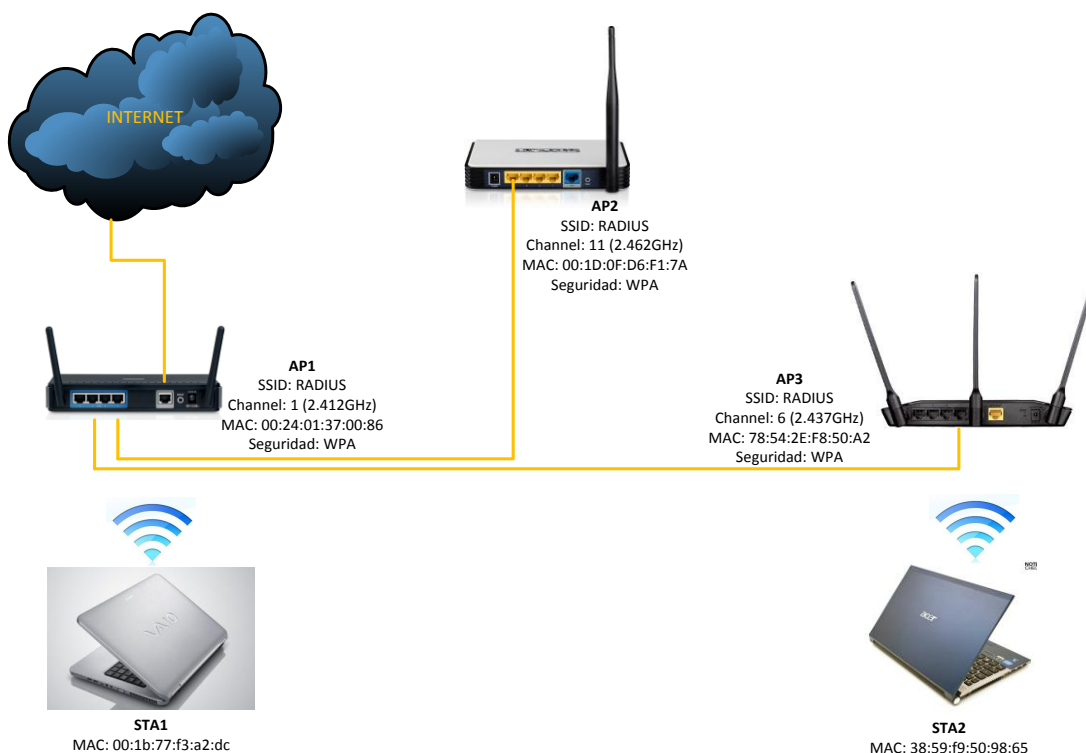 INTERNET
AP2
SSID: RADIUS
Channel: 11 (2.462GHz)
MAC: 00:1D:0F:D6:F1:7A
Seguridad: WPA
AP1
SSID: RADIUS
Channel: 1 (2.412GHz)
MAC: 00:24:01:37:00:86
Seguridad: WPA
AP3
SSID: RADIUS
Channel: 6 (2.437GHz)
MAC: 78:54:2E:F8:50:A2
Seguridad: WPA
VAIO
acer
NOTI
STA1
MAC: 00:1b:77:f3:a2:dc
STA2
MAC: 38:59:f9:50:98:65